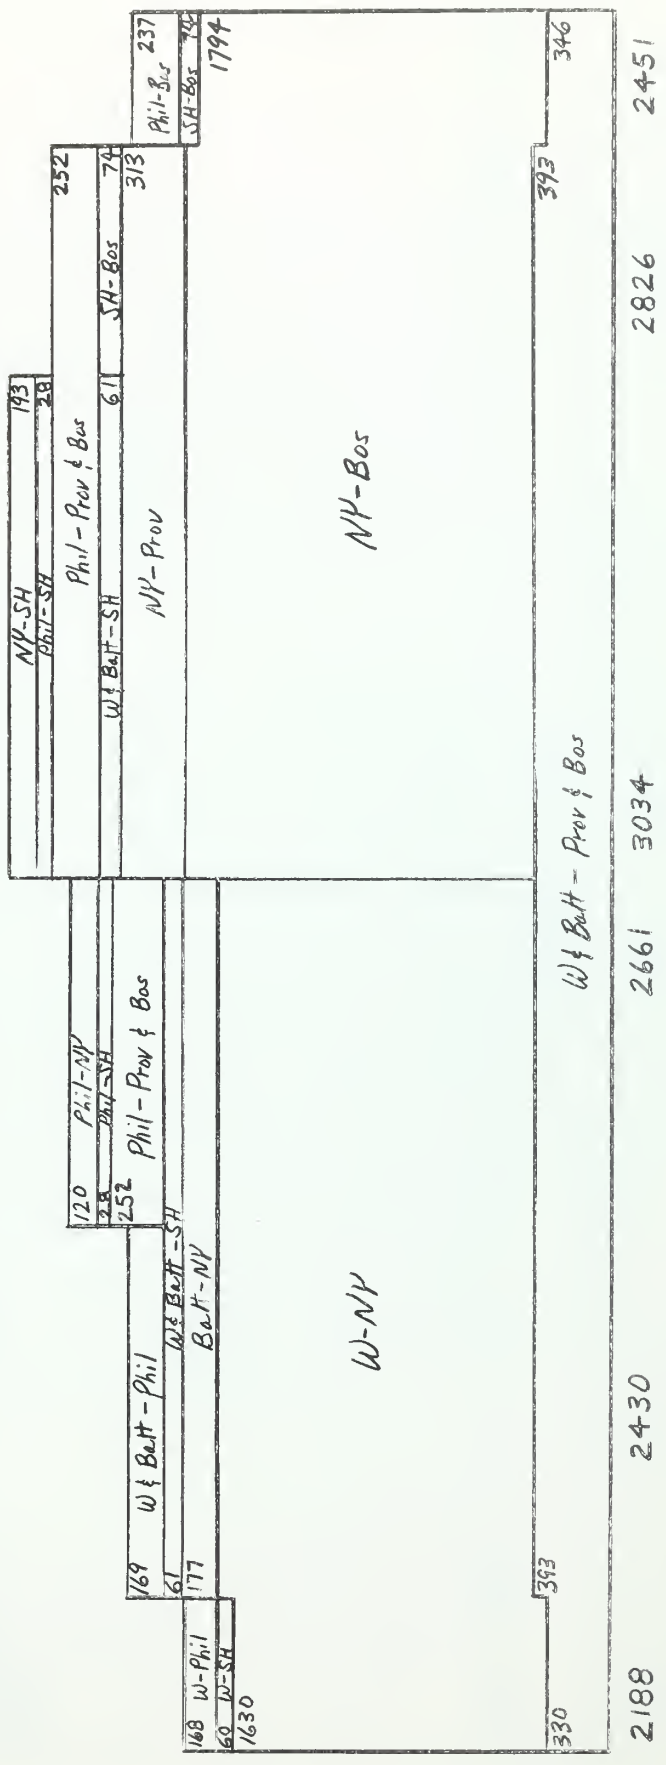 193
NY-SH
28
Phil-SH
252
Phil-Prov & Bos
74
SH-Bos
61
W & Balt-SH
313
NY-Prov
237
Phil-Bos
74
SH-Bos
1794
NY-Bos
346
393
120 Phil-NY
28 Phil-SH
252
Phil-Prov & Bos
169 W & Balt-Phil
61
W & Balt-SH
177
Balt-NY
168 W-Phil
60 W-SH
1630
W-NY
330
393
W & Balt-Prov & Bos
2188 2430 2661 3034 2826 2451